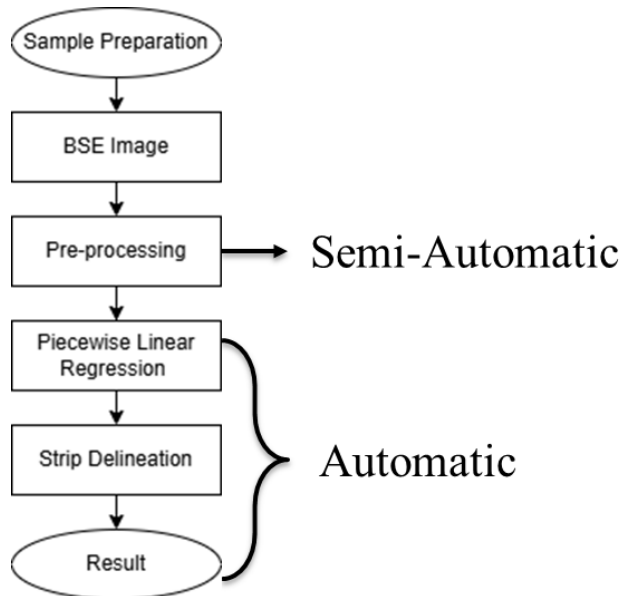 Sample Preparation
BSE Image
Pre-processing
Semi-Automatic
Piecewise Linear
Regression
Strip Delineation
Automatic
Result